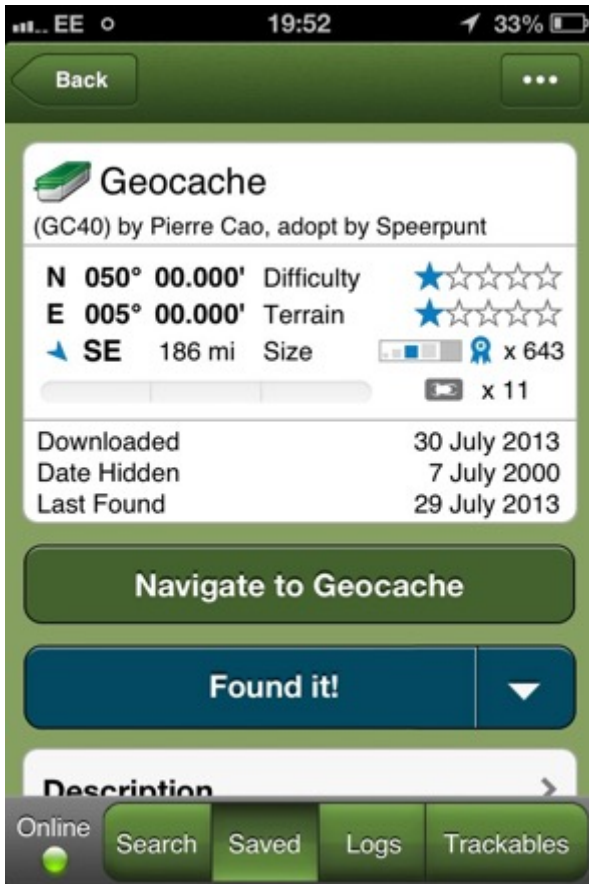 EE 19:52 33%
Back
Geocache
(GC40) by Pierre Cao, adopt by Speerpunt
N 050° 00.000' Difficulty
E 005° 00.000' Terrain
SE 186 mi Size x 643
x 11
Downloaded 30 July 2013
Date Hidden 7 July 2000
Last Found 29 July 2013
Navigate to Geocache
Found it!
Description
Online Search Saved Logs Trackables